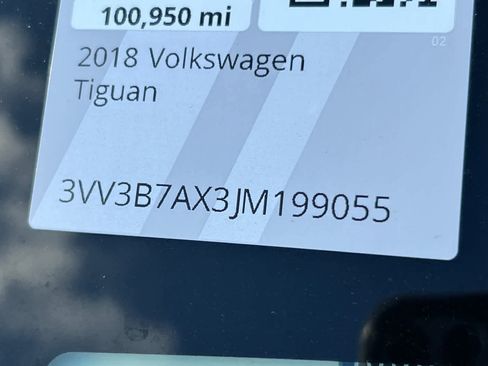 100,950 mi
02
2018 Volkswagen
Tiguan
3VV3B7AX3JM199055